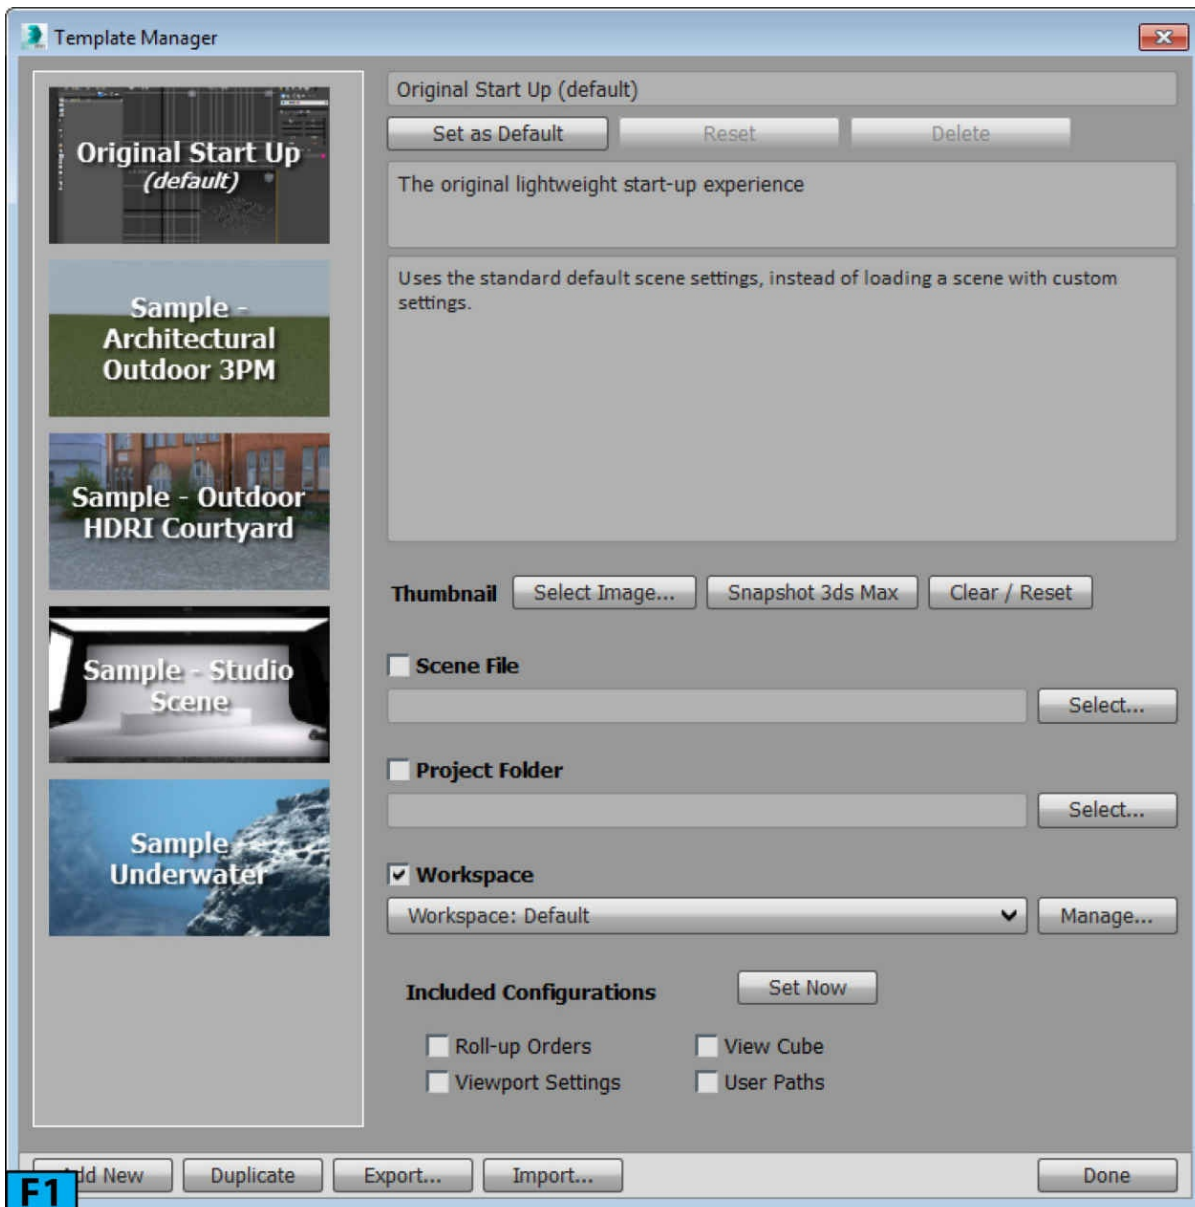 Template Manager
Original Start Up
(default)
Sample -
Architectural
Outdoor 3PM
Sample - Outdoor
HDRI Courtyard
Sample - Studio
Scene
Sample -
Underwater
Original Start Up (default)
Set as Default Reset Delete
The original lightweight start-up experience
Uses the standard default scene settings, instead of loading a scene with custom
settings.
Thumbnail Select Image... Snapshot 3ds Max Clear / Reset
Scene File
Select...
Project Folder
Select...
Workspace
Workspace: Default Manage...
Included Configurations Set Now
Roll-up Orders View Cube
Viewport Settings User Paths
Add New Duplicate Export... Import... Done
F1